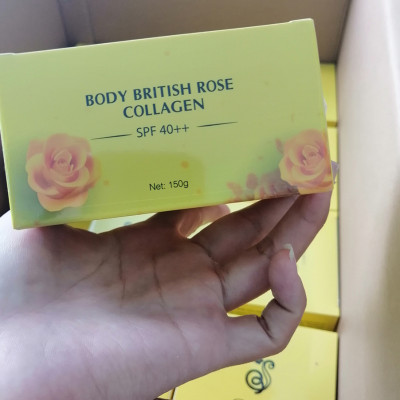 BODY BRITISH ROSE
COLLAGEN
SPF 40++
Net: 150g